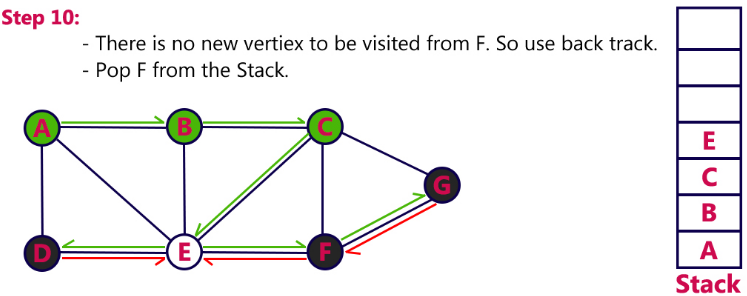 Step 10:
- There is no new vertiex to be visited from F. So use back track.
- Pop F from the Stack.
A B C
G
D E F
E
C
B
A
Stack